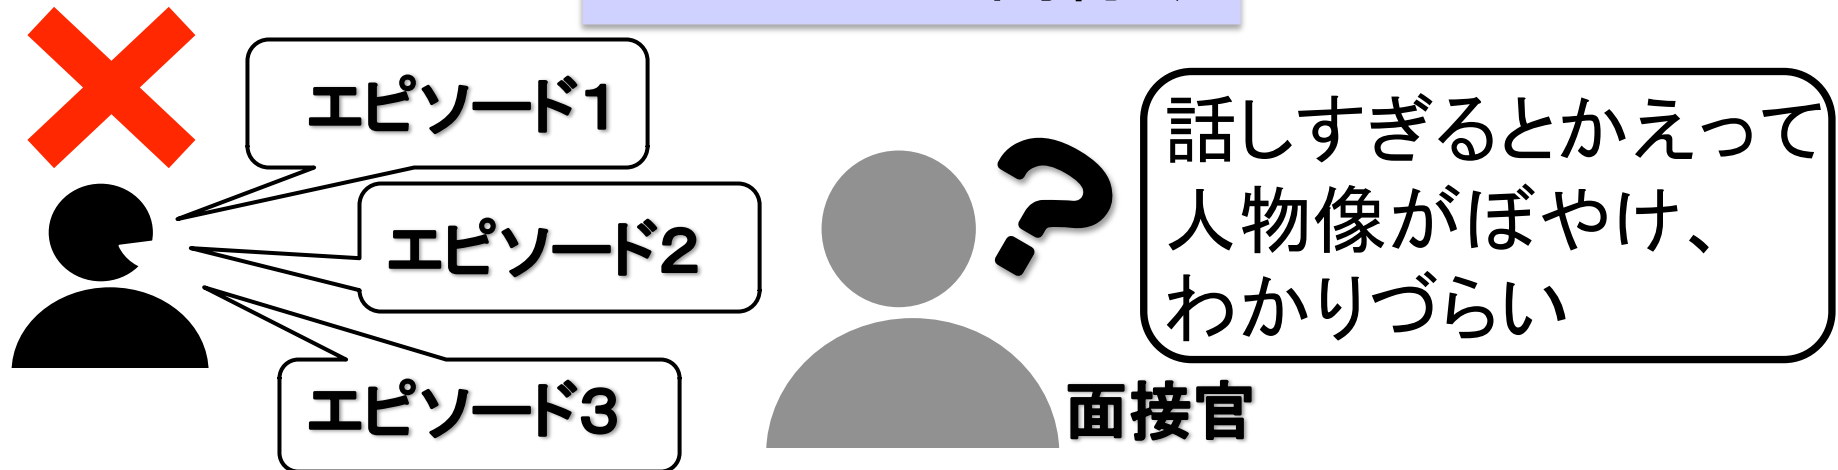 エピソード１
エピソード２
エピソード３
?
話しすぎるとかえって
人物像がぼやけ、
わかりづらい
面接官